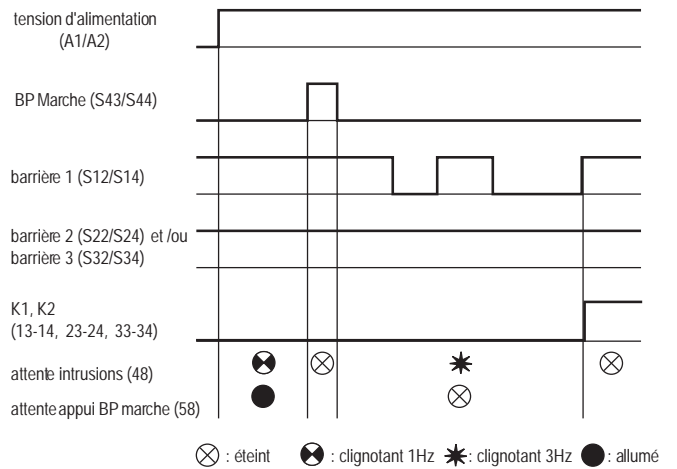 tension d'alimentation
(A1/A2)
BP Marche (S43/S44)
barrière 1 (S12/S14)
barrière 2 (S22/S24) et /ou
barrière 3 (S32/S34)
K1, K2
(13-14, 23-24, 33-34)
attente intrusions (48)
attente appui BP marche (58)
: éteint : clignotant 1Hz : clignotant 3Hz : allumé